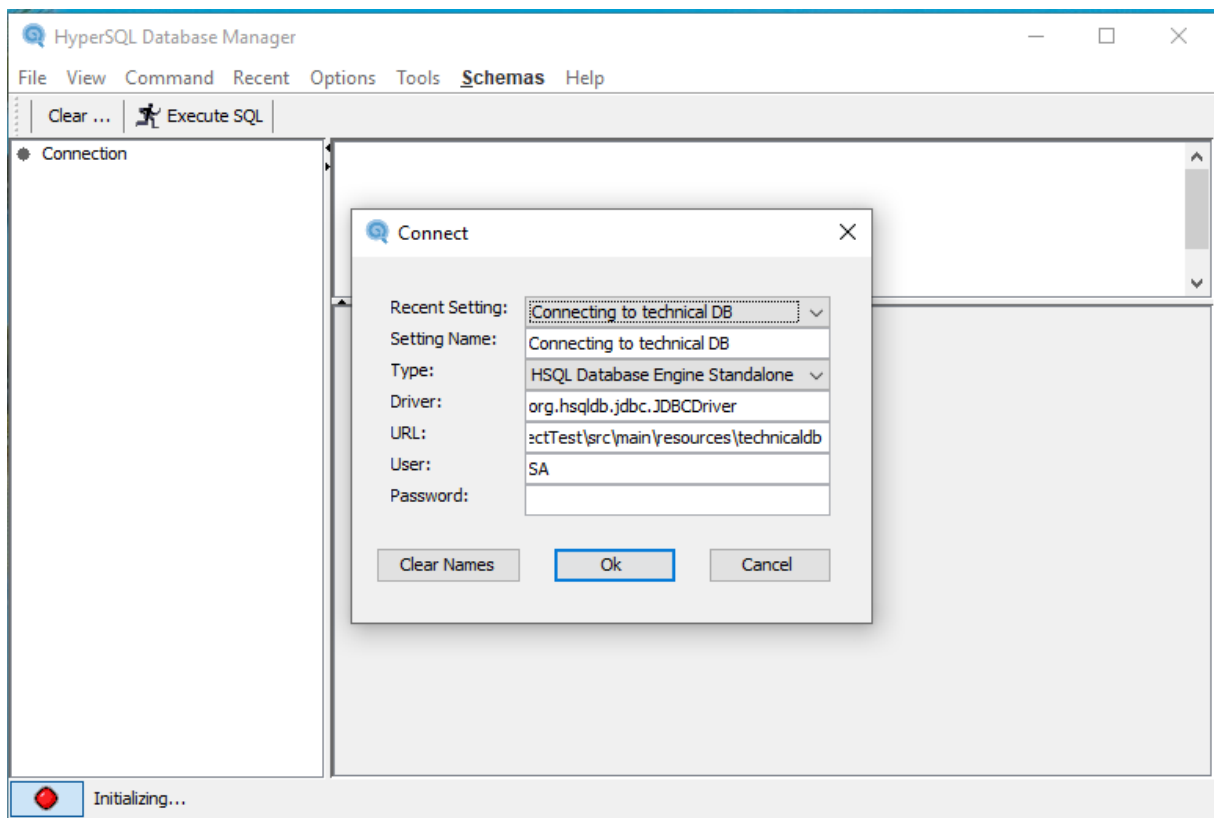 HyperSQL Database Manager
File View Command Recent Options Tools Schemas Help
Clear ... Execute SQL
Connection
Connect
Recent Setting: Connecting to technical DB
Setting Name: Connecting to technical DB
Type: HSQL Database Engine Standalone
Driver: org.hsqldb.jdbc.JDBCDriver
URL: ectTest\src\main\resources\technicaldb
User: SA
Password:
Clear Names Ok Cancel
Initializing...